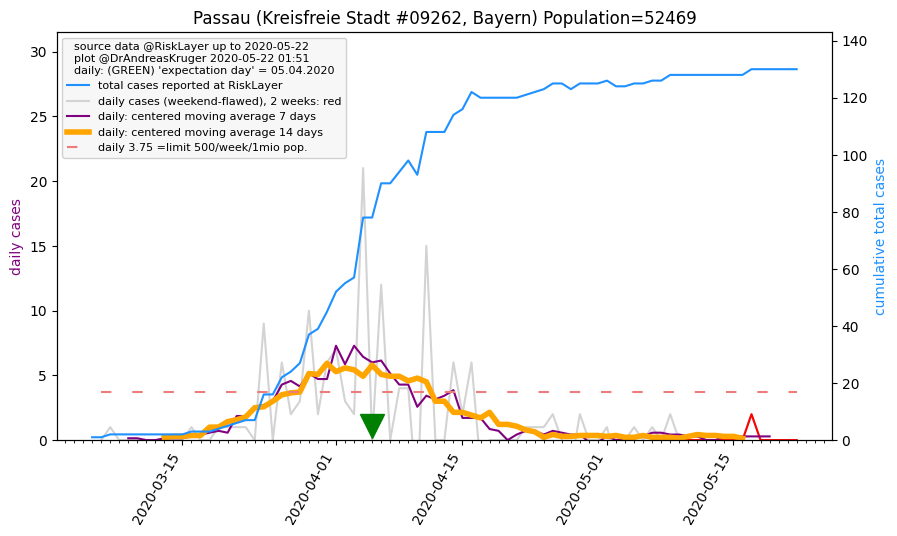 Passau (Kreisfreie Stadt #09262, Bayern) Population=52469
source data @RiskLayer up to 2020-05-22
plot @DrAndreasKruger 2020-05-22 01:51
daily: (GREEN) 'expectation day' = 05.04.2020
total cases reported at RiskLayer
daily cases (weekend-flawed), 2 weeks: red
daily: centered moving average 7 days
daily: centered moving average 14 days
daily 3.75 =limit 500/week/1mio pop.
daily cases
30
25
20
15
10
5
0
cumulative total cases
140
120
100
80
60
40
20
0
2020-03-15
2020-04-01
2020-04-15
2020-05-01
2020-05-15